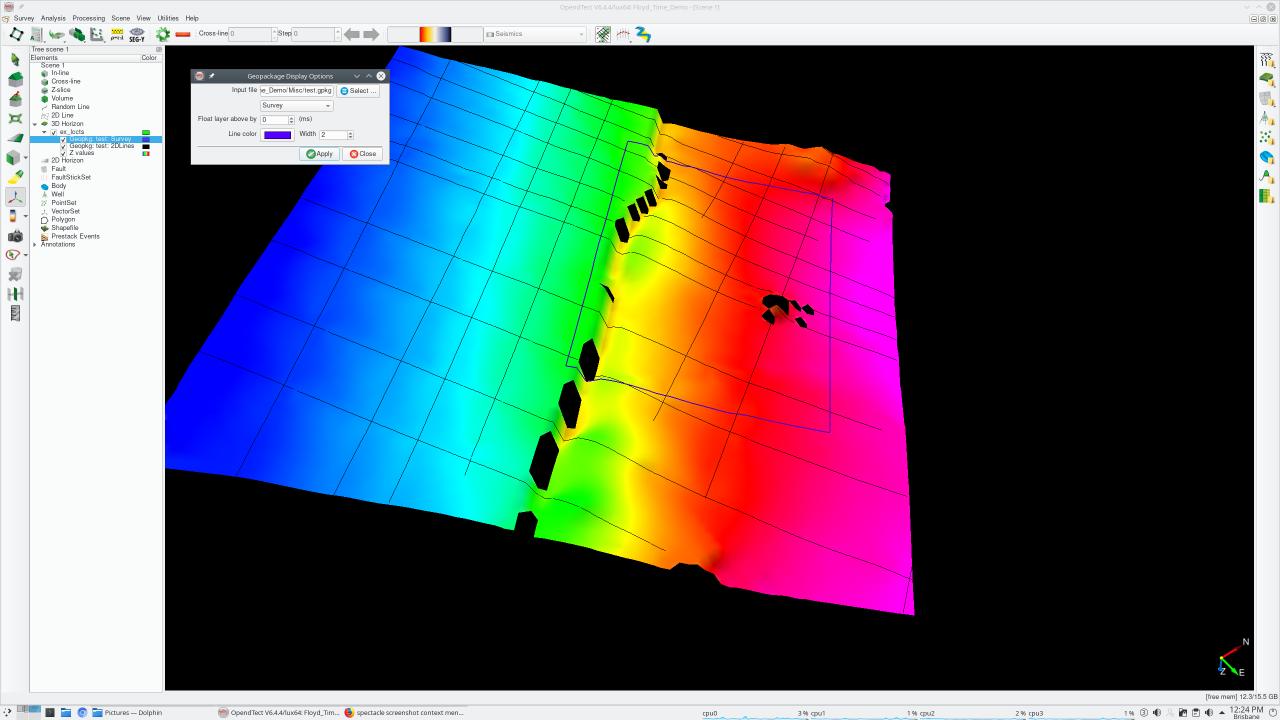 OpendTect V6.4.4/lux64: Floyd_Time_Demo - [Scene 1]
Survey Analysis Processing Scene View Utilities Help
SEG-Y Cross-line 0 Step 0 Seismics
Tree scene 1
Elements Color
Scene 1
In-line
Cross-line
Z-slice
Volume
Random Line
2D Line
3D Horizon
Geopkg: test: Survey
Geopkg: test: 2DLines
Z values
2D Horizon
Fault
FaultStickSet
Body
Well
PointSet
VectorSet
Polygon
Shapefile
Prestack Events
Annotations
Geopackage Display Options
Input file e_Demo/Misc/test.gpkg Select ...
Survey
Float layer above by 0 (ms)
Line color Width 2
Apply Close
N
Z E
[free mem] 12.3/15.5 GB
Pictures — Dolphin OpendTect V6.4.4/lux64: Floyd_Tim... spectacle screenshot context men... cpu0 3% cpu1 1% cpu2 2% cpu3 1% 12:24 PM
Brisbane